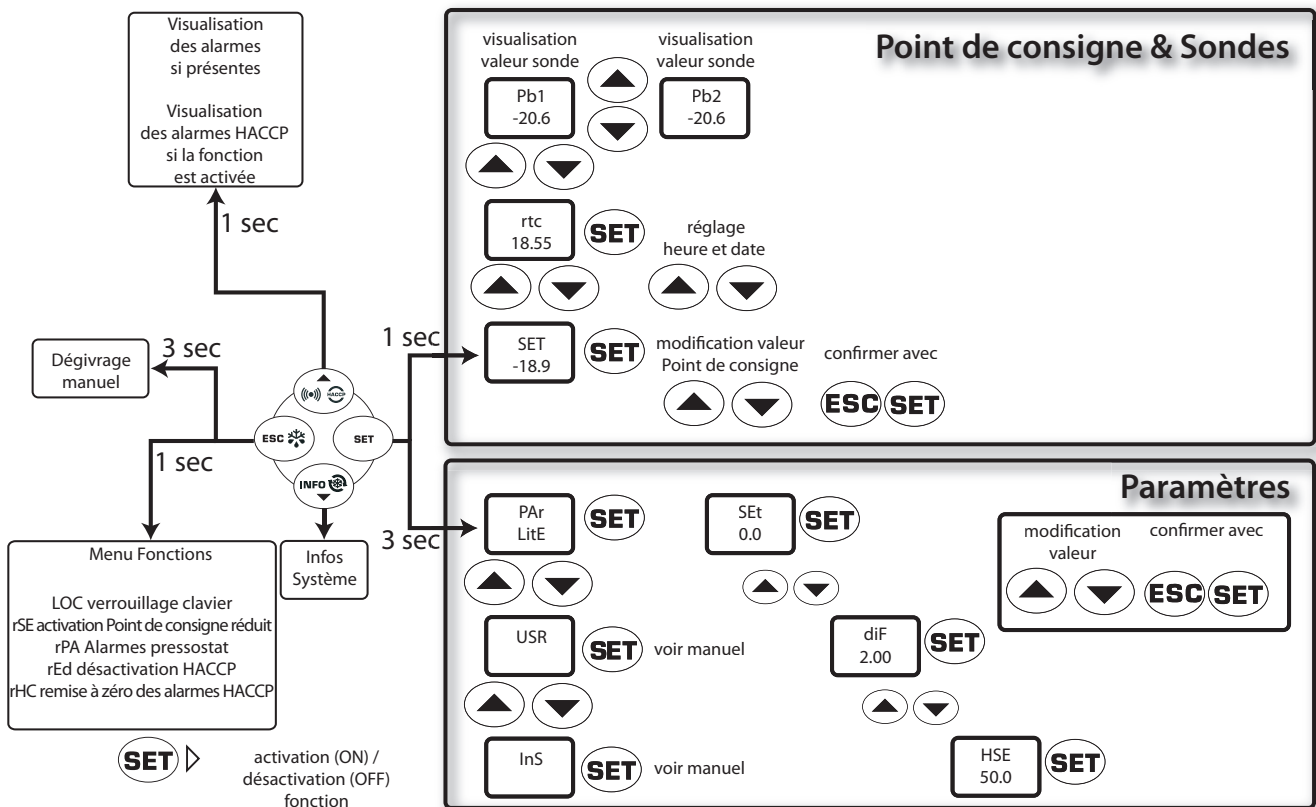 Visualisation
des alarmes
si présentes
Visualisation
des alarmes HACCP
si la fonction
est activée
1 sec
Dégivrage
manuel
3 sec
1 sec
HACCP
ESC
SET
INFO
Menu Fonctions
LOC verrouillage clavier
rSE activation Point de consigne réduit
rPA Alarmes pressostat
rEd désactivation HACCP
rHC remise à zéro des alarmes HACCP
SET
activation (ON) /
désactivation (OFF)
fonction
Infos
Système
1 sec
3 sec
Point de consigne & Sondes
visualisation
valeur sonde
Pb1
-20.6
visualisation
valeur sonde
Pb2
-20.6
rtc
18.55
SET
réglage
heure et date
SET
-18.9
SET
modification valeur
Point de consigne
confirmer avec
ESC SET
Paramètres
PAr
LitE
SET
SEt
0.0
SET
modification
valeur
confirmer avec
ESC SET
USR
SET
voir manuel
diF
2.00
SET
InS
SET
voir manuel
HSE
50.0
SET